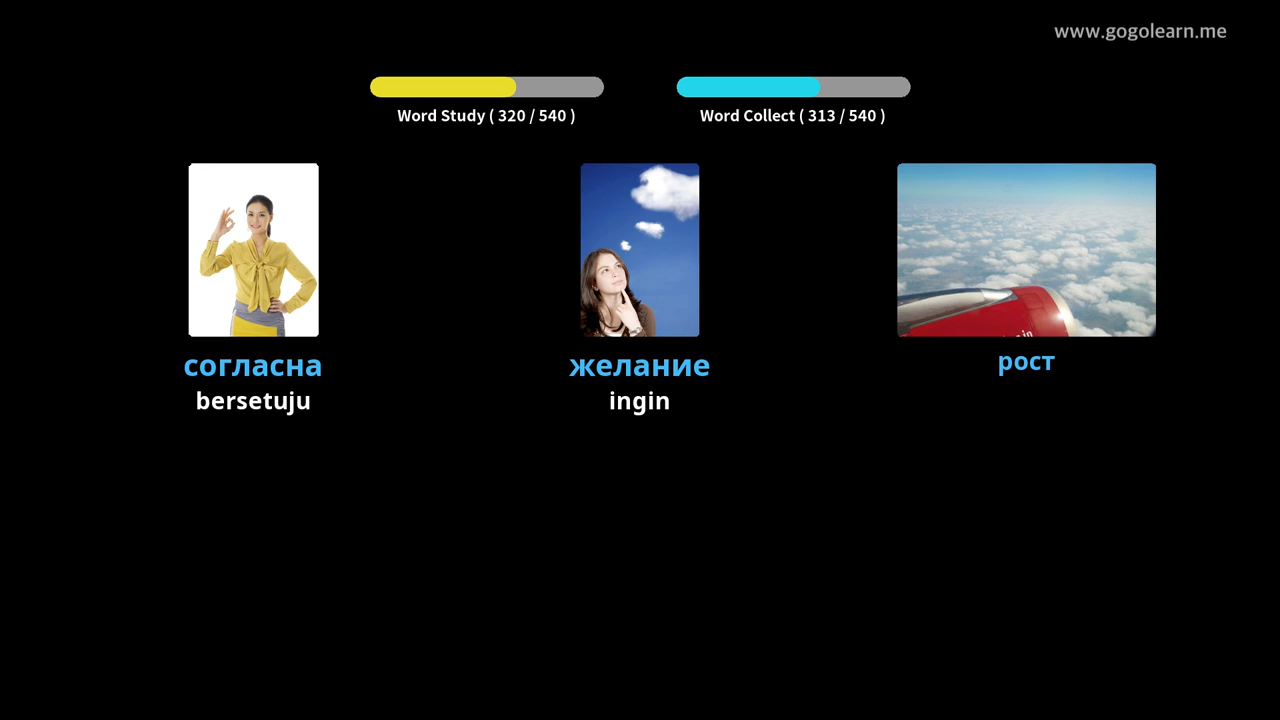 www.gogolearn.me
Word Study ( 320 / 540 )
Word Collect ( 313 / 540 )
согласна
bersetuju
желание
ingin
рост